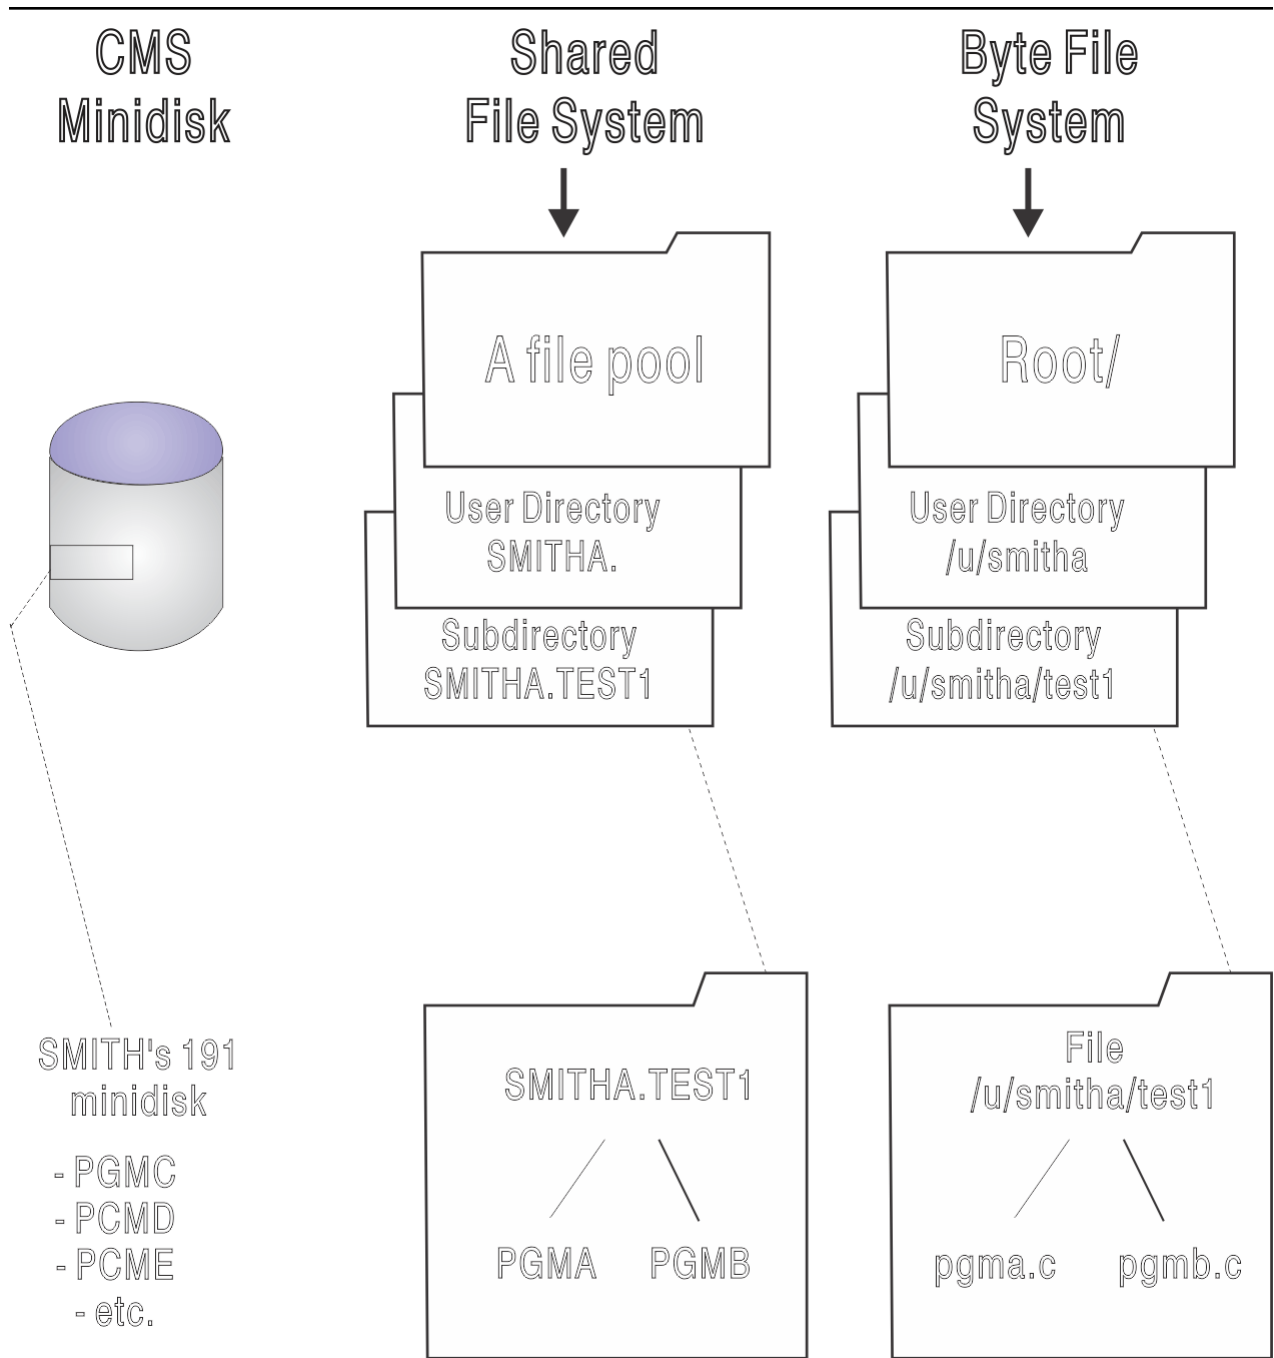 CMS
Minidisk
Shared
File System
Byte File
System
A file pool
Root/
User Directory
SMITHA.
User Directory
/u/smitha
Subdirectory
SMITHA.TEST1
Subdirectory
/u/smitha/test1
SMITH's 191
minidisk
- PGMC
- PCMD
- PCME
- etc.
SMITHA.TEST1
PGMA PGMB
File
/u/smitha/test1
pgma.c pgmb.c